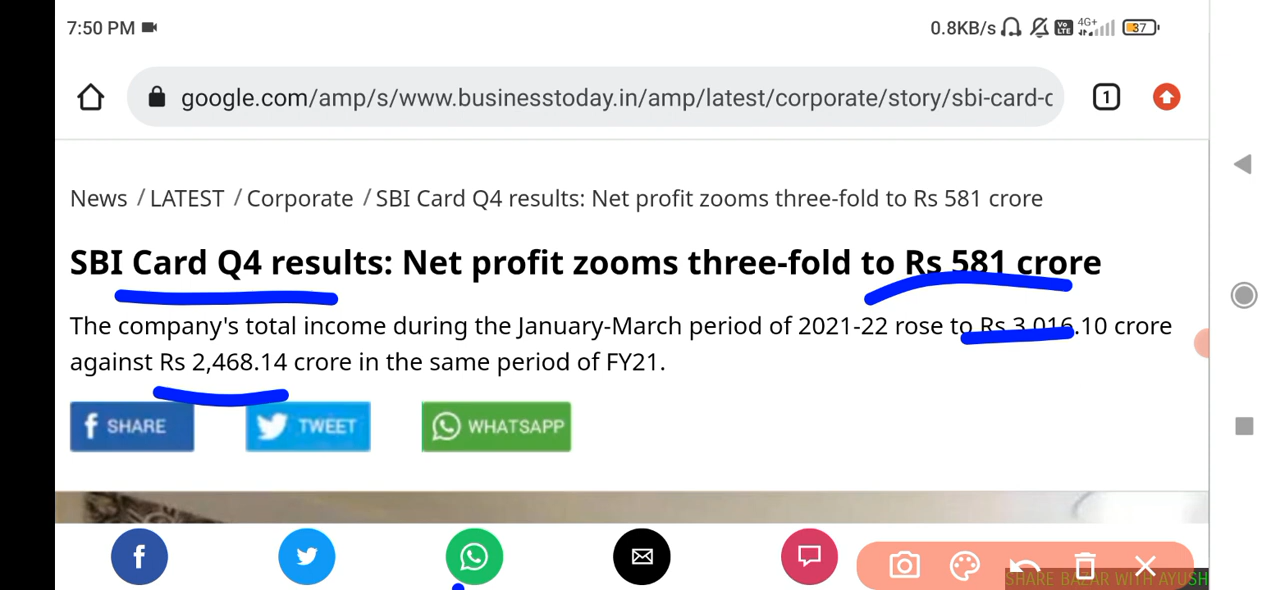 7:50 PM
0.8KB/s Vo LTE 4G+ 37
google.com/amp/s/www.businesstoday.in/amp/latest/corporate/story/sbi-card-c
1
News / LATEST / Corporate / SBI Card Q4 results: Net profit zooms three-fold to Rs 581 crore
SBI Card Q4 results: Net profit zooms three-fold to Rs 581 crore
The company's total income during the January-March period of 2021-22 rose to Rs 3,016.10 crore
against Rs 2,468.14 crore in the same period of FY21.
f SHARE TWEET WHATSAPP
f
SHARE BAZAR WITH AYUSH